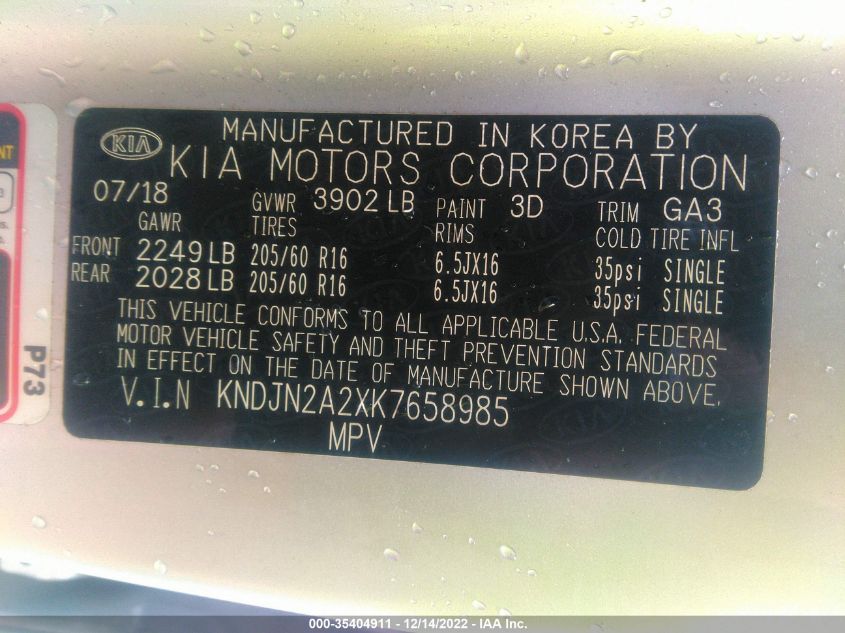 MANUFACTURED IN KOREA BY
KIA KIA MOTORS CORPORATION
07/18 GVWR 3902 LB PAINT 3D TRIM GA3
GAWR TIRES RIMS COLD TIRE INFL
FRONT 2249 LB 205/60 R16 6.5JX16 35psi SINGLE
REAR 2028 LB 205/60 R16 6.5JX16 35psi SINGLE
THIS VEHICLE CONFORMS TO ALL APPLICABLE U.S.A. FEDERAL
MOTOR VEHICLE SAFETY AND THEFT PREVENTION STANDARDS
IN EFFECT ON THE DATE OF MANUFACTURE SHOWN ABOVE.
V.I.N KNDJN2A2XK7658985
MPV
NT
3
P73
000-35404911 - 12/14/2022 - IAA Inc.